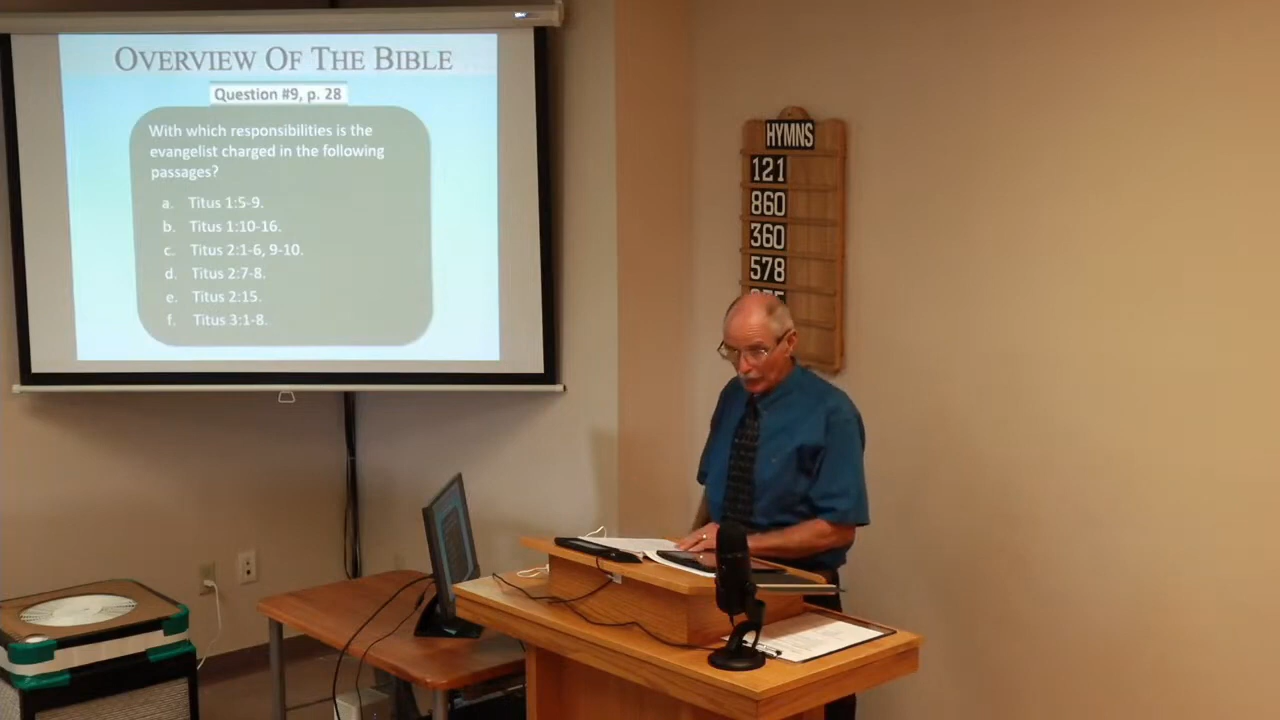 OVERVIEW OF THE BIBLE
Question #9, p. 28
With which responsibilities is the
evangelist charged in the following
passages?
a. Titus 1:5-9.
b. Titus 1:10-16.
c. Titus 2:1-6, 9-10.
d. Titus 2:7-8.
e. Titus 2:15.
f. Titus 3:1-8.
HYMNS
121
860
360
578